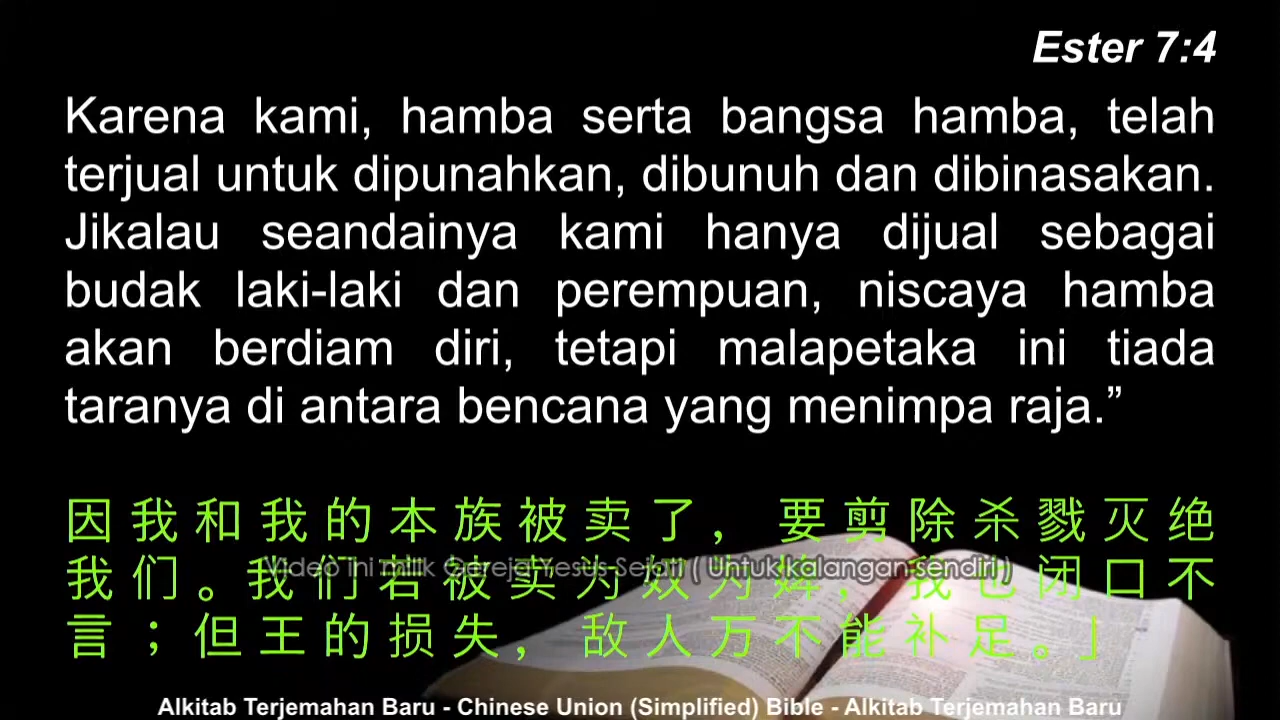 Ester 7:4
Karena kami, hamba serta bangsa hamba, telah
terjual untuk dipunahkan, dibunuh dan dibinasakan.
Jikalau seandainya kami hanya dijual sebagai
budak laki-laki dan perempuan, niscaya hamba
akan berdiam diri, tetapi malapetaka ini tiada
taranya di antara bencana yang menimpa raja.”
因我和我的本族被卖了，要剪除杀戮灭绝
我们。我们若被卖为奴为婢，我也闭口不
Video ini milik Gereja Yesus Sejati ( Untuk kalangan sendiri )
言；但王的损失，敌人万不能补足。」
Alkitab Terjemahan Baru - Chinese Union (Simplified) Bible - Alkitab Terjemahan Baru